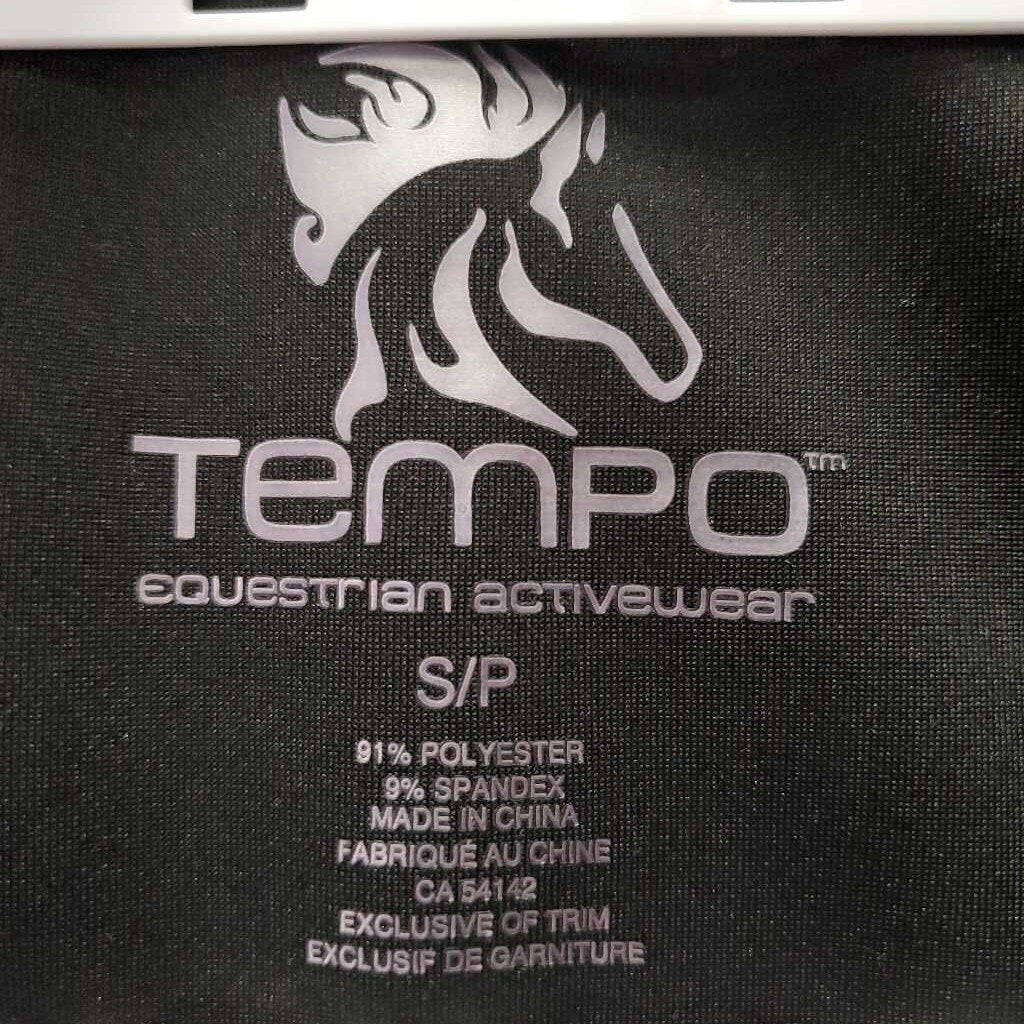 Tempo™
equestrian activewear
S/P
91% POLYESTER
9% SPANDEX
MADE IN CHINA
FABRIQUÉ AU CHINE
CA 54142
EXCLUSIVE OF TRIM
EXCLUSIF DE GARNITURE